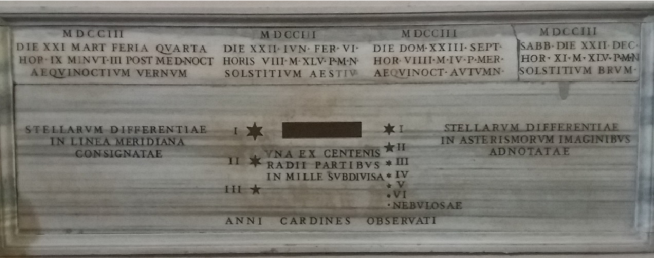 MDCCIII
DIE XXI MART FERIA QVARTA
HOR·IX MINVT·III POST MED·NOCT
AEQVINOCTIVM VERNVM
MDCCIII
DIE XXII·IVN·FER·VI·
HORIS VIII·M·XLV·P·M·N
SOLSTITIVM AESTIV
MDCCIII
DIE DOM·XXIII·SEPT·
HOR·VIIII·M·IV·P·MER·
AEQVINOCT·AVTVMN·
MDCCIII
SABB·DIE XXII·DEC·
HOR·XI·M·XIV·P·M·N
SOLSTITIVM BRVM·
STELLARVM DIFFERENTIAE
IN LINEA MERIDIANA
CONSIGNATAE
I
II
III
VNA EX CENTENIS
RADII PARTIBVS
IN MILLE SVBDIVISA
I
II
III
IV
V
VI
NEBVLOSAE
STELLARVM DIFFERENTIAE
IN ASTERISMORVM IMAGINIBVS
ADNOTATAE
ANNI CARDINES OBSERVATI